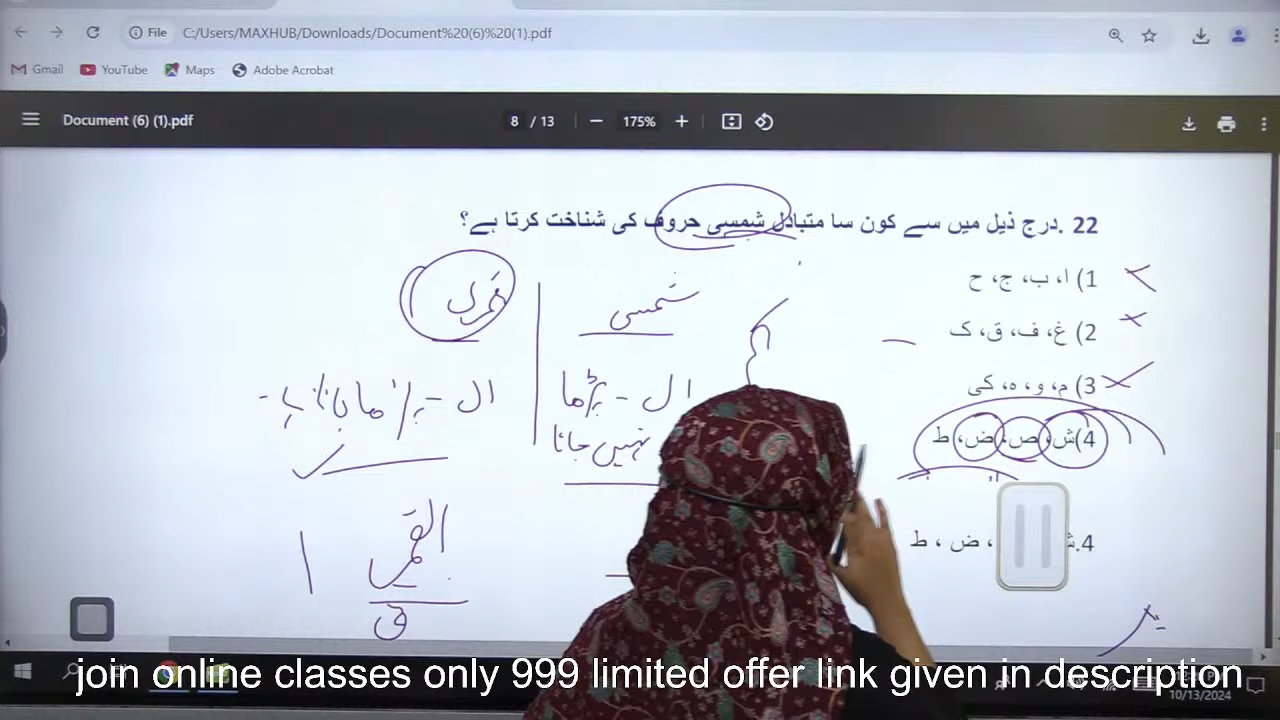 File C:/Users/MAXHUB/Downloads/Document%20(6)%20(1).pdf
Gmail YouTube Maps Adobe Acrobat
Document (6) (1).pdf 8 / 13 175%
22 .درج ذیل میں سے کون سا متبادل شمسی حروف کی شناخت کرتا ہے؟
1) ا، ب، ج، ح
2) غ، ف، ق، ک
3) م، و، ہ، کی
4)ش، ص، ض، ط
4.ش ، ض ، ط
شمسی
ال - پڑھا
نہیں جاتا
ال - پڑھا جاتا ہے -
القمر
ق
10/13/2024
join online classes only 999 limited offer link given in description